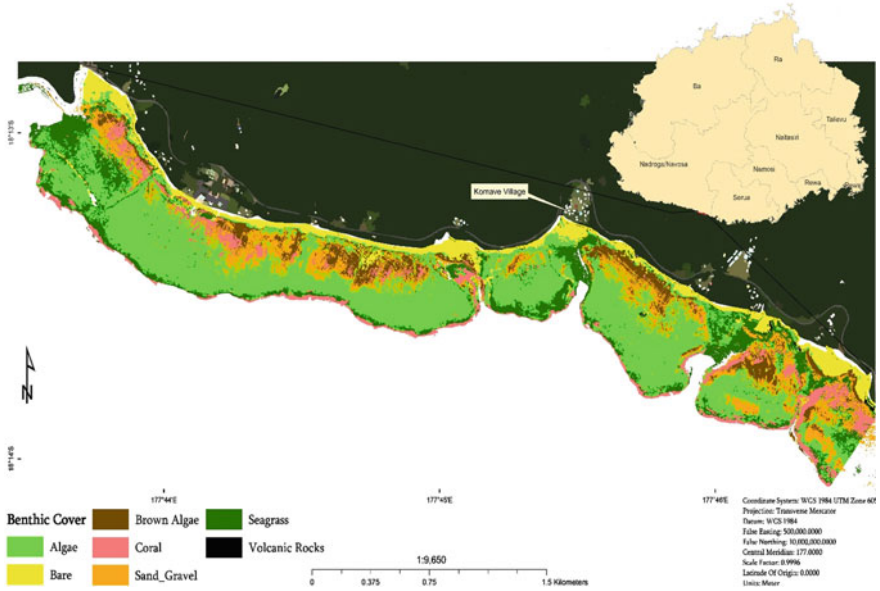 Ra
Ba
Tailevu
Naitasiri
Nadroga/Navosa
Namosi
Rewa
Serua
Komave Village
177°44'E
177°45'E
177°46'E
N
Benthic Cover
Algae
Bare
Brown Algae
Coral
Sand_Gravel
Seagrass
Volcanic Rocks
1:9,650
0 0.375 0.75 1.5 Kilometers
Coordinate System: WGS 1984 UTM Zone 60S
Projection: Transverse Mercator
Datum: WGS 1984
False Easting: 500,000.0000
False Northing: 10,000,000.0000
Central Meridian: 177.0000
Scale Factor: 0.9996
Latitude Of Origin: 0.0000
Units: Meter